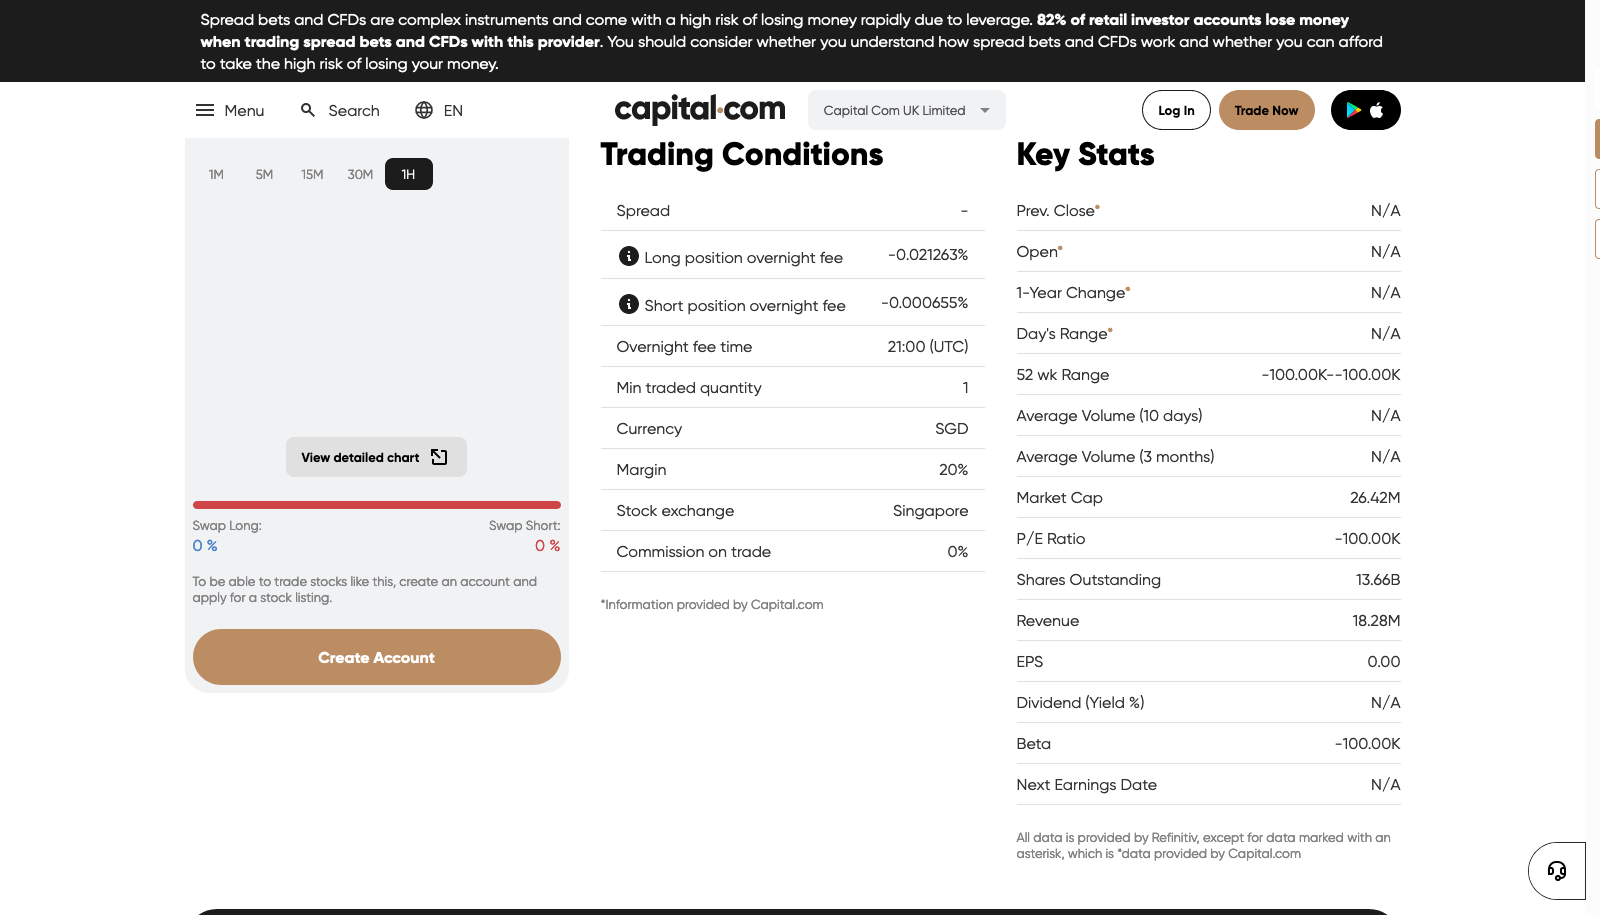 Spread bets and CFDs are complex instruments and come with a high risk of losing money rapidly due to leverage. 82% of retail investor accounts lose money
when trading spread bets and CFDs with this provider. You should consider whether you understand how spread bets and CFDs work and whether you can afford
to take the high risk of losing your money.
Menu
Search
EN
capital.com
Capital Com UK Limited
Log In
Trade Now
1M 5M 15M 30M 1H
View detailed chart
Swap Long: Swap Short:
0 % 0 %
To be able to trade stocks like this, create an account and
apply for a stock listing.
Create Account
Trading Conditions
Spread -
Long position overnight fee -0.021263%
Short position overnight fee -0.000655%
Overnight fee time 21:00 (UTC)
Min traded quantity 1
Currency SGD
Margin 20%
Stock exchange Singapore
Commission on trade 0%
*Information provided by Capital.com
Key Stats
Prev. Close* N/A
Open* N/A
1-Year Change* N/A
Day's Range* N/A
52 wk Range -100.00K--100.00K
Average Volume (10 days) N/A
Average Volume (3 months) N/A
Market Cap 26.42M
P/E Ratio -100.00K
Shares Outstanding 13.66B
Revenue 18.28M
EPS 0.00
Dividend (Yield %) N/A
Beta -100.00K
Next Earnings Date N/A
All data is provided by Refinitiv, except for data marked with an
asterisk, which is *data provided by Capital.com